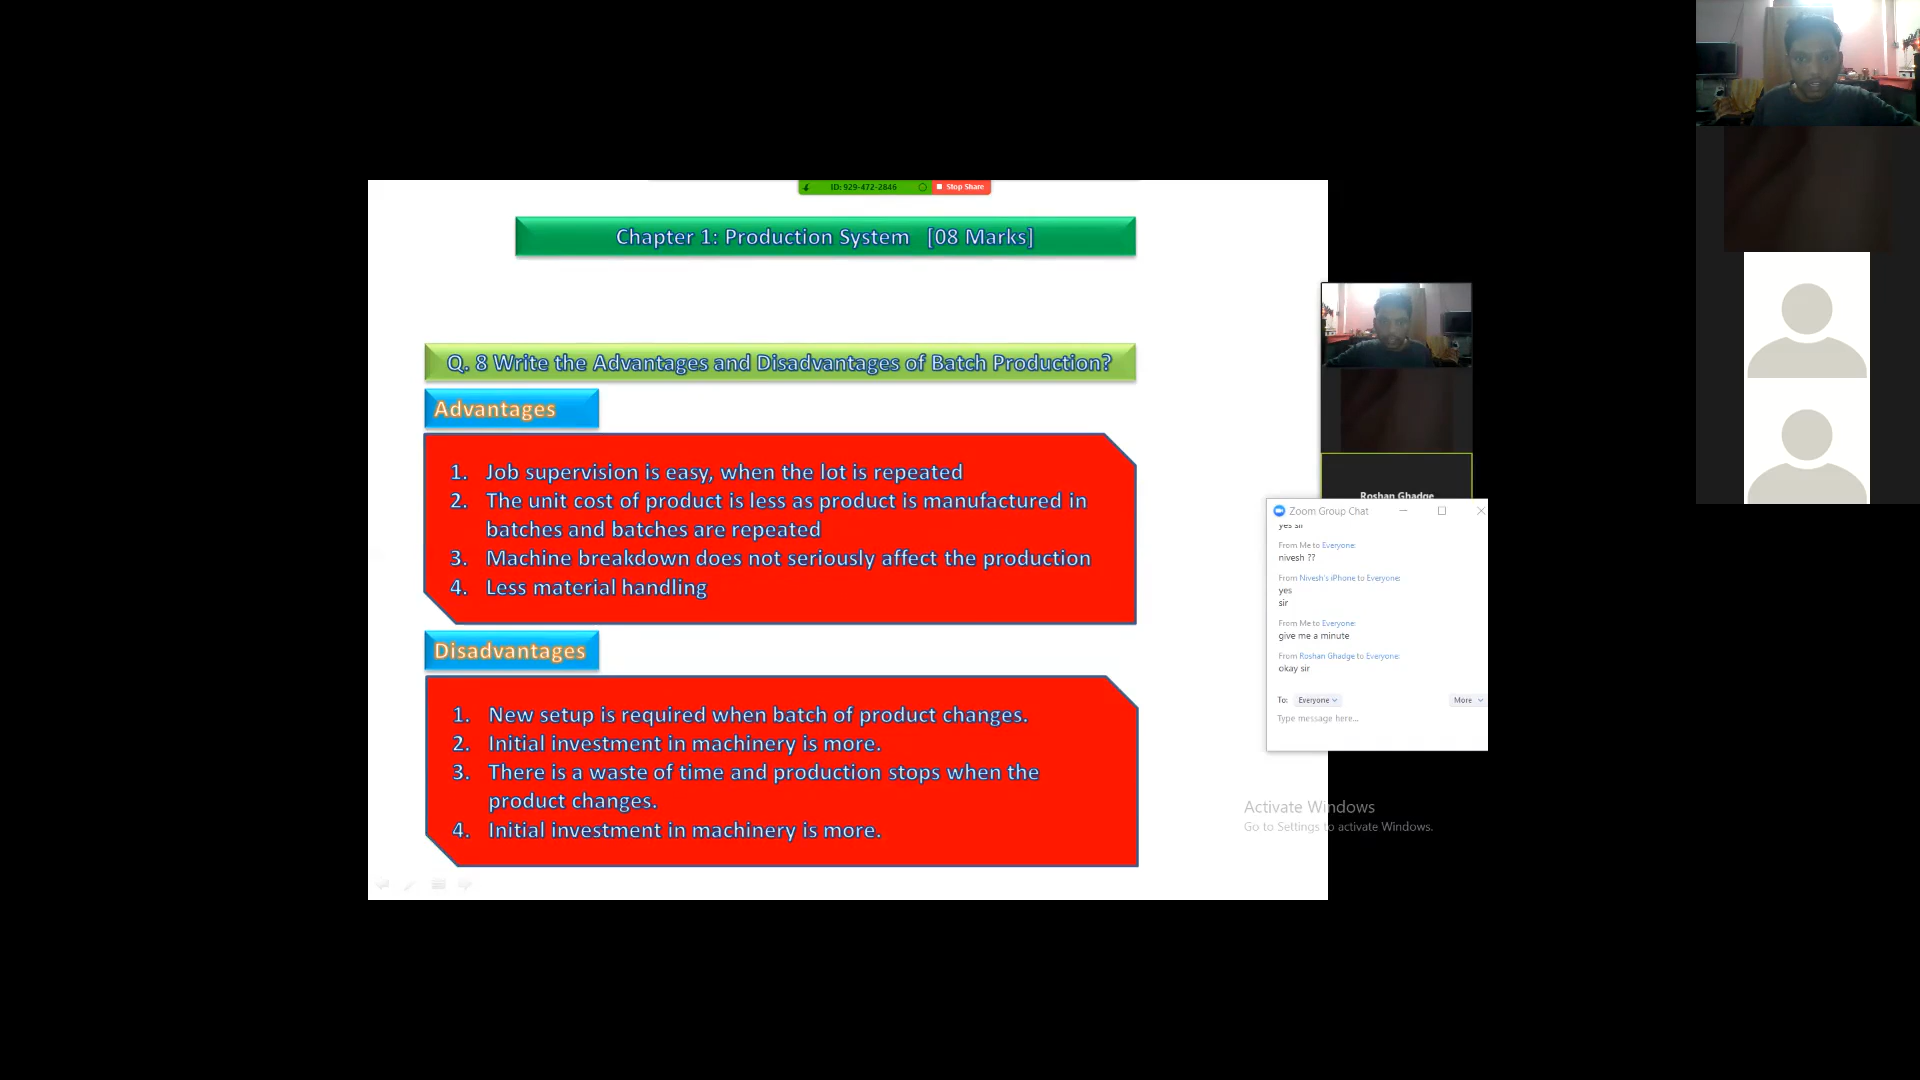 ID: 929-472-2846
Stop Share
Chapter 1: Production System [08 Marks]
Q. 8 Write the Advantages and Disadvantages of Batch Production?
Advantages
1. Job supervision is easy, when the lot is repeated
2. The unit cost of product is less as product is manufactured in
batches and batches are repeated
3. Machine breakdown does not seriously affect the production
4. Less material handling
Disadvantages
1. New setup is required when batch of product changes.
2. Initial investment in machinery is more.
3. There is a waste of time and production stops when the
product changes.
4. Initial investment in machinery is more.
Roshan Ghadge
Zoom Group Chat
yes sir
From Me to Everyone:
nivesh ??
From Nivesh's iPhone to Everyone:
yes
sir
From Me to Everyone:
give me a minute
From Roshan Ghadge to Everyone:
okay sir
To: Everyone
More
Type message here...
Activate Windows
Go to Settings to activate Windows.